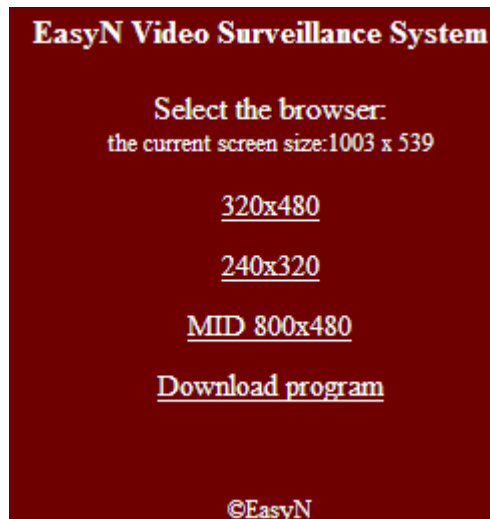 EasyN Video Surveillance System
Select the browser:
the current screen size:1003 x 539
320x480
240x320
MID 800x480
Download program
©EasyN